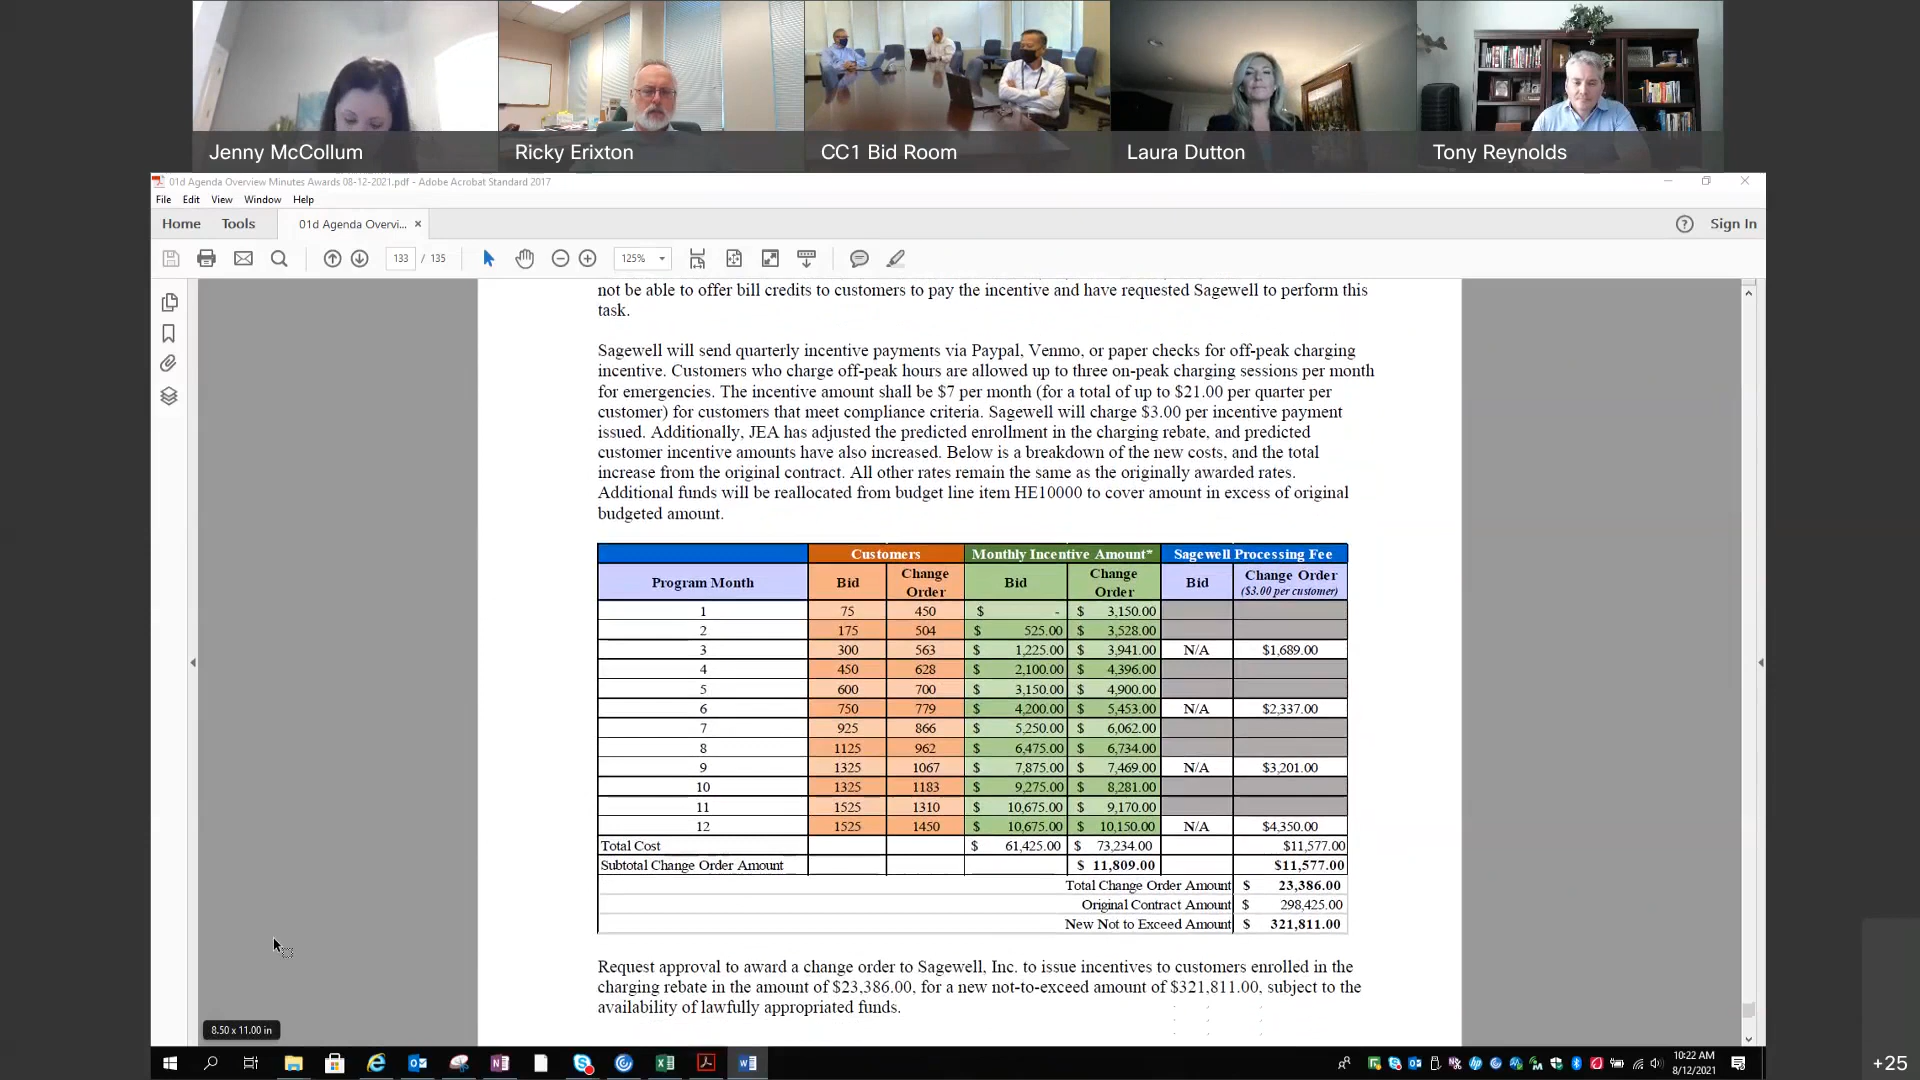 Jenny McCollum
Ricky Erixton
CC1 Bid Room
Laura Dutton
Tony Reynolds
01d Agenda Overview Minutes Awards 08-12-2021.pdf - Adobe Acrobat Standard 2017
File Edit View Window Help
Home Tools 01d Agenda Overvi... × Sign In
133 / 135 125%
not be able to offer bill credits to customers to pay the incentive and have requested Sagewell to perform this
task.
Sagewell will send quarterly incentive payments via Paypal, Venmo, or paper checks for off-peak charging
incentive. Customers who charge off-peak hours are allowed up to three on-peak charging sessions per month
for emergencies. The incentive amount shall be $7 per month (for a total of up to $21.00 per quarter per
customer) for customers that meet compliance criteria. Sagewell will charge $3.00 per incentive payment
issued. Additionally, JEA has adjusted the predicted enrollment in the charging rebate, and predicted
customer incentive amounts have also increased. Below is a breakdown of the new costs, and the total
increase from the original contract. All other rates remain the same as the originally awarded rates.
Additional funds will be reallocated from budget line item HE10000 to cover amount in excess of original
budgeted amount.
Customers Monthly Incentive Amount* Sagewell Processing Fee
Program Month Bid Change Order Bid Change Order Bid Change Order ($3.00 per customer)
1 75 450 $ - $ 3,150.00
2 175 504 $ 525.00 $ 3,528.00
3 300 563 $ 1,225.00 $ 3,941.00 N/A $1,689.00
4 450 628 $ 2,100.00 $ 4,396.00
5 600 700 $ 3,150.00 $ 4,900.00
6 750 779 $ 4,200.00 $ 5,453.00 N/A $2,337.00
7 925 866 $ 5,250.00 $ 6,062.00
8 1125 962 $ 6,475.00 $ 6,734.00
9 1325 1067 $ 7,875.00 $ 7,469.00 N/A $3,201.00
10 1325 1183 $ 9,275.00 $ 8,281.00
11 1525 1310 $ 10,675.00 $ 9,170.00
12 1525 1450 $ 10,675.00 $ 10,150.00 N/A $4,350.00
Total Cost $ 61,425.00 $ 73,234.00 $11,577.00
Subtotal Change Order Amount $ 11,809.00 $11,577.00
Total Change Order Amount $ 23,386.00
Original Contract Amount $ 298,425.00
New Not to Exceed Amount $ 321,811.00
Request approval to award a change order to Sagewell, Inc. to issue incentives to customers enrolled in the
charging rebate in the amount of $23,386.00, for a new not-to-exceed amount of $321,811.00, subject to the
availability of lawfully appropriated funds.
8.50 x 11.00 in
10:22 AM
8/12/2021
+25